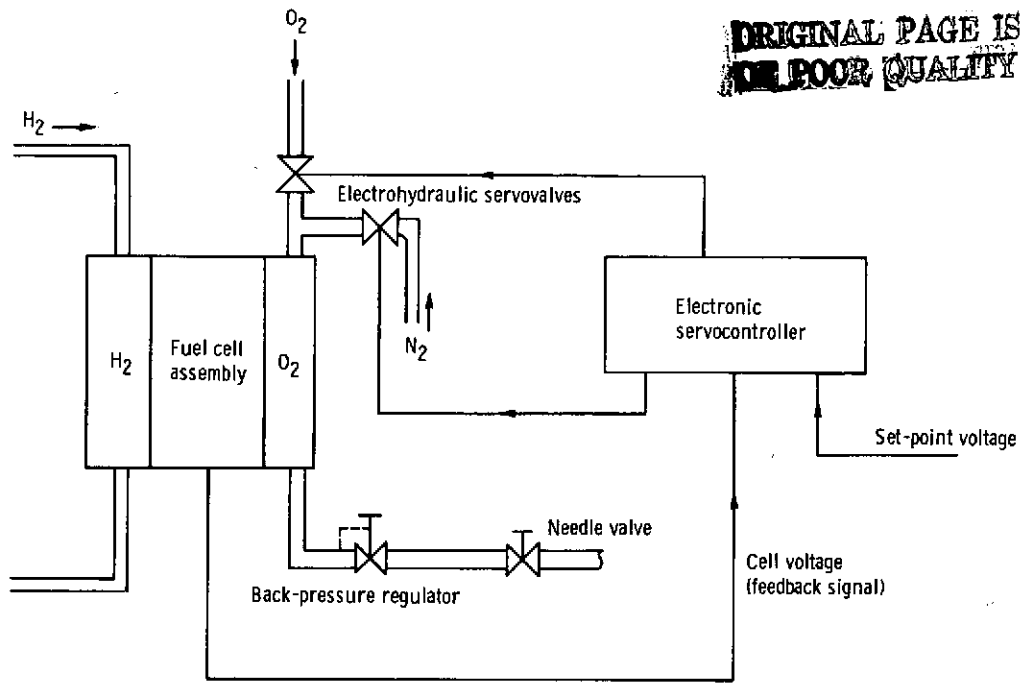 O2
ORIGINAL PAGE IS
OF POOR QUALITY
H2
Electrohydraulic servovalves
H2
Fuel cell
assembly
O2
N2
Electronic
servocontroller
Set-point voltage
Needle valve
Back-pressure regulator
Cell voltage
(feedback signal)